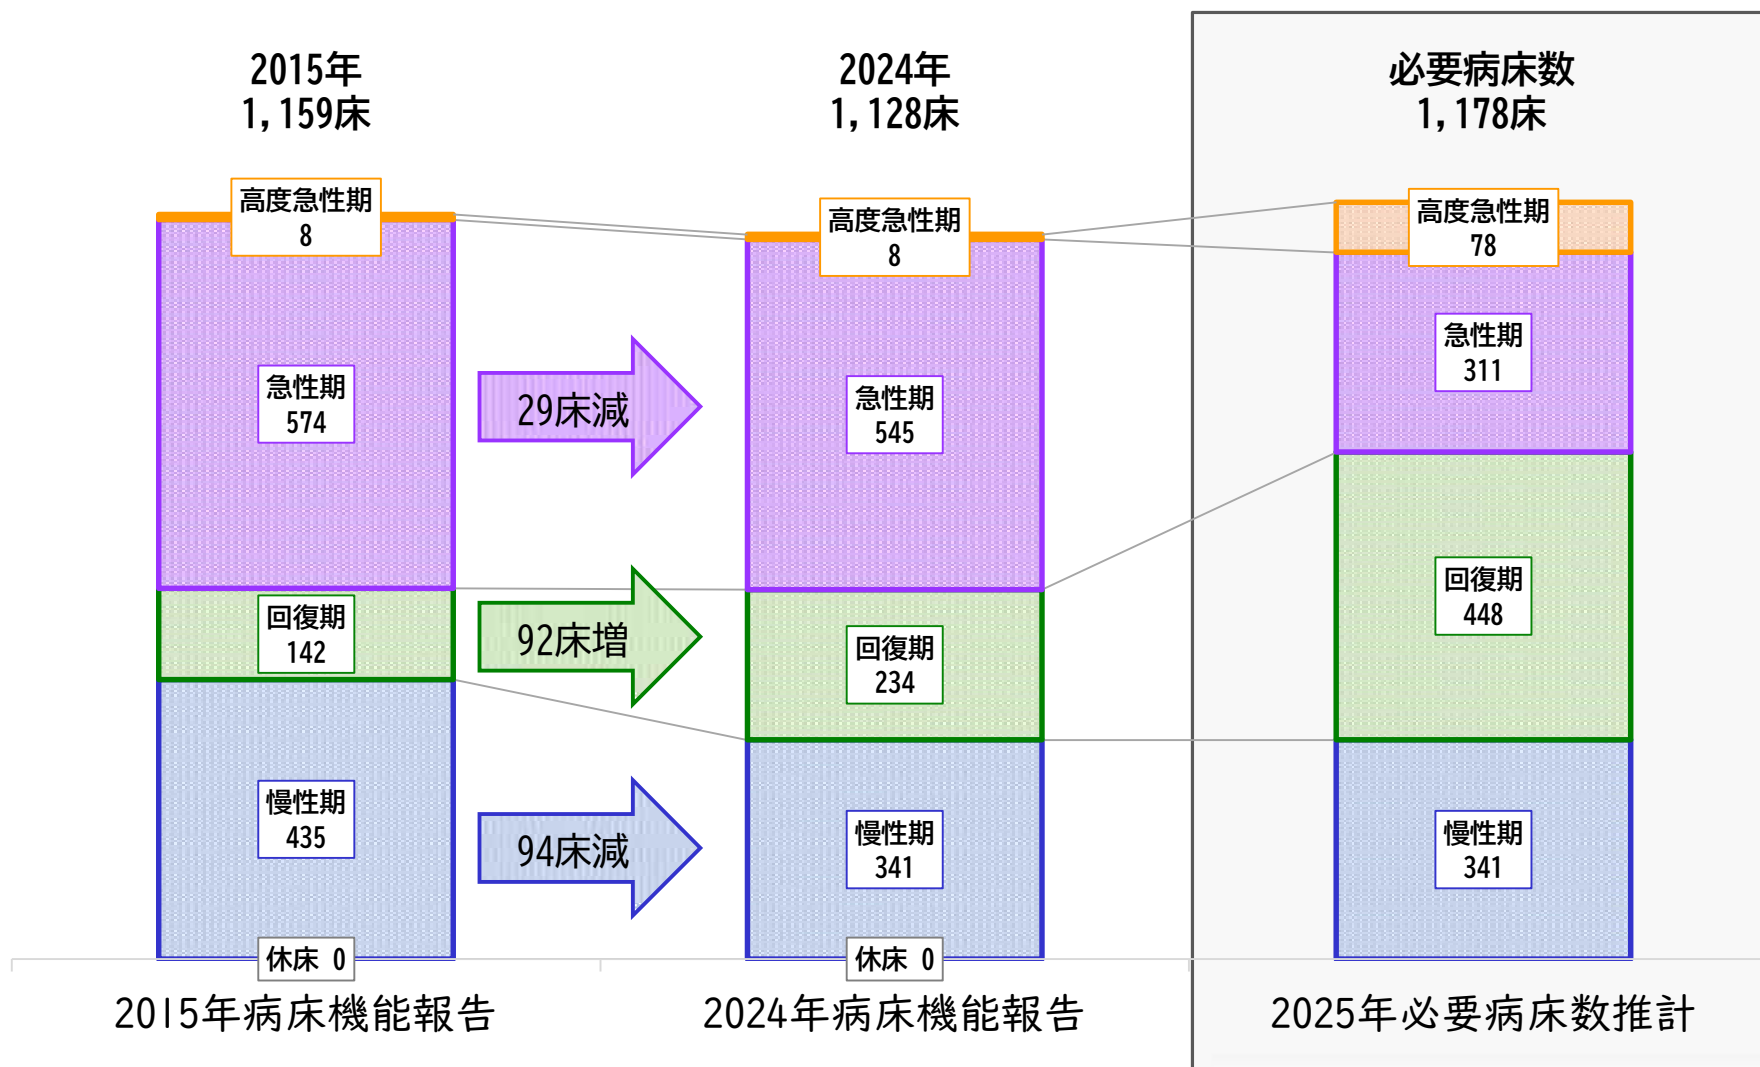 2015年
1,159床
2024年
1,128床
必要病床数
1,178床
高度急性期
8
高度急性期
8
高度急性期
78
急性期
574
29床減
急性期
545
急性期
311
回復期
142
92床増
回復期
234
回復期
448
慢性期
435
94床減
慢性期
341
慢性期
341
休床 0
休床 0
2015年病床機能報告
2024年病床機能報告
2025年必要病床数推計